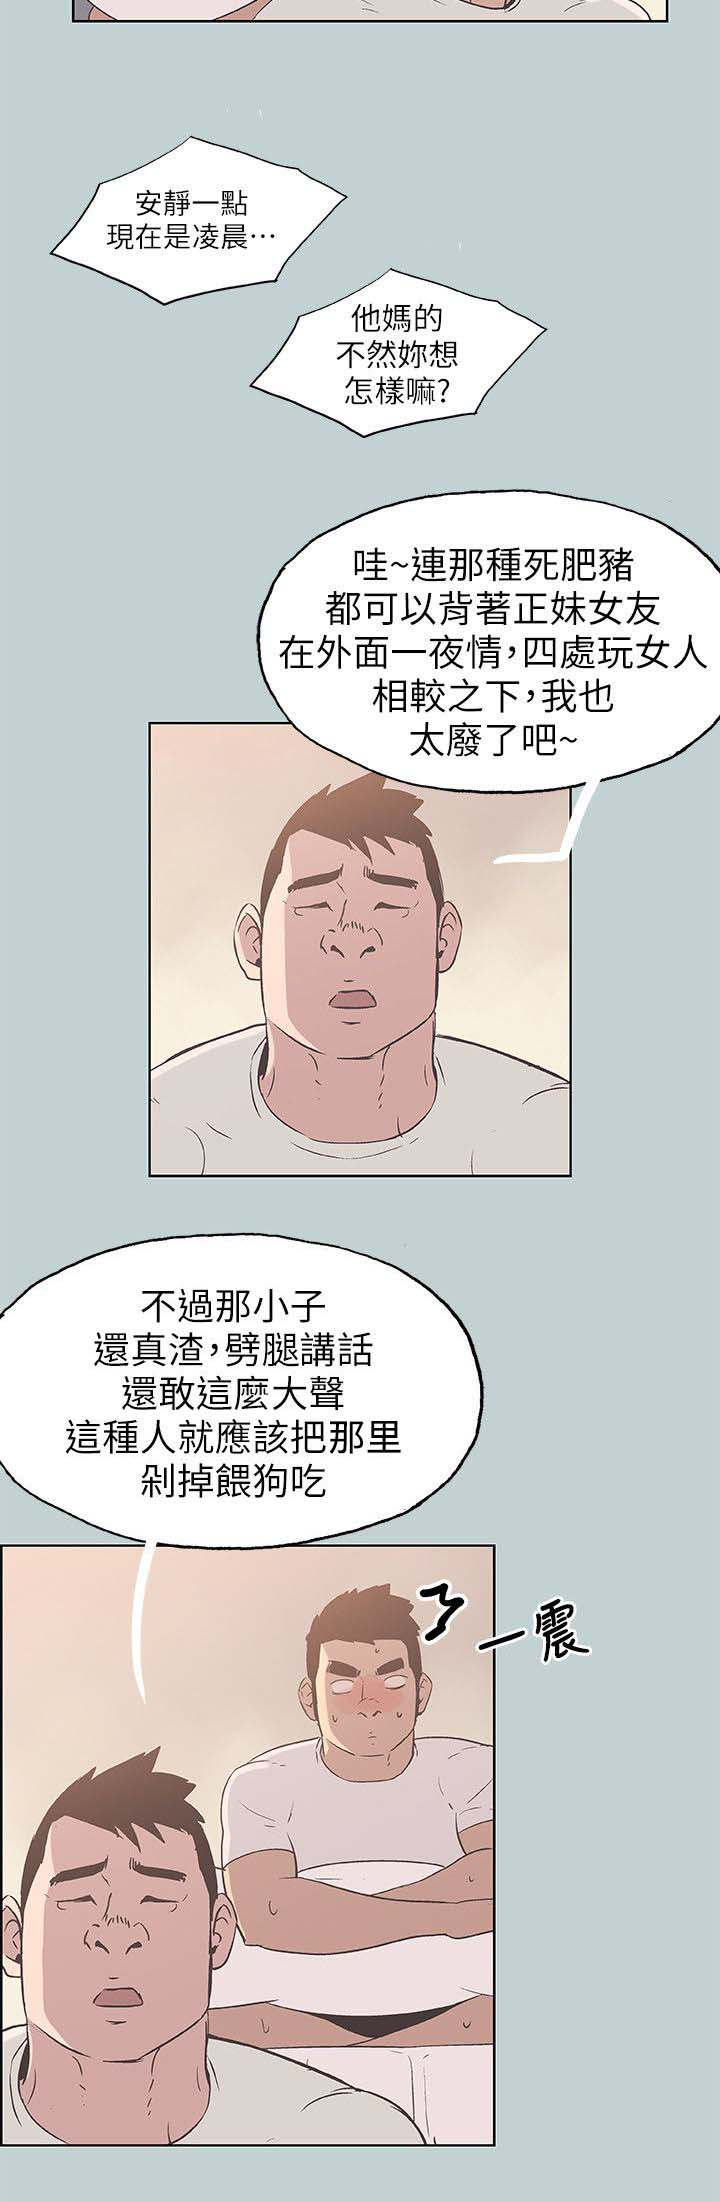 安靜一點
現在是凌晨⋯
他媽的
不然妳想
怎樣嘛?
哇~連那種死肥豬
都可以背著正妹女友
在外面一夜情，四處玩女人
相較之下，我也
太廢了吧~
不過那小子
還真渣，劈腿講話
還敢這麼大聲
這種人就應該把那里
剁掉餵狗吃
一震